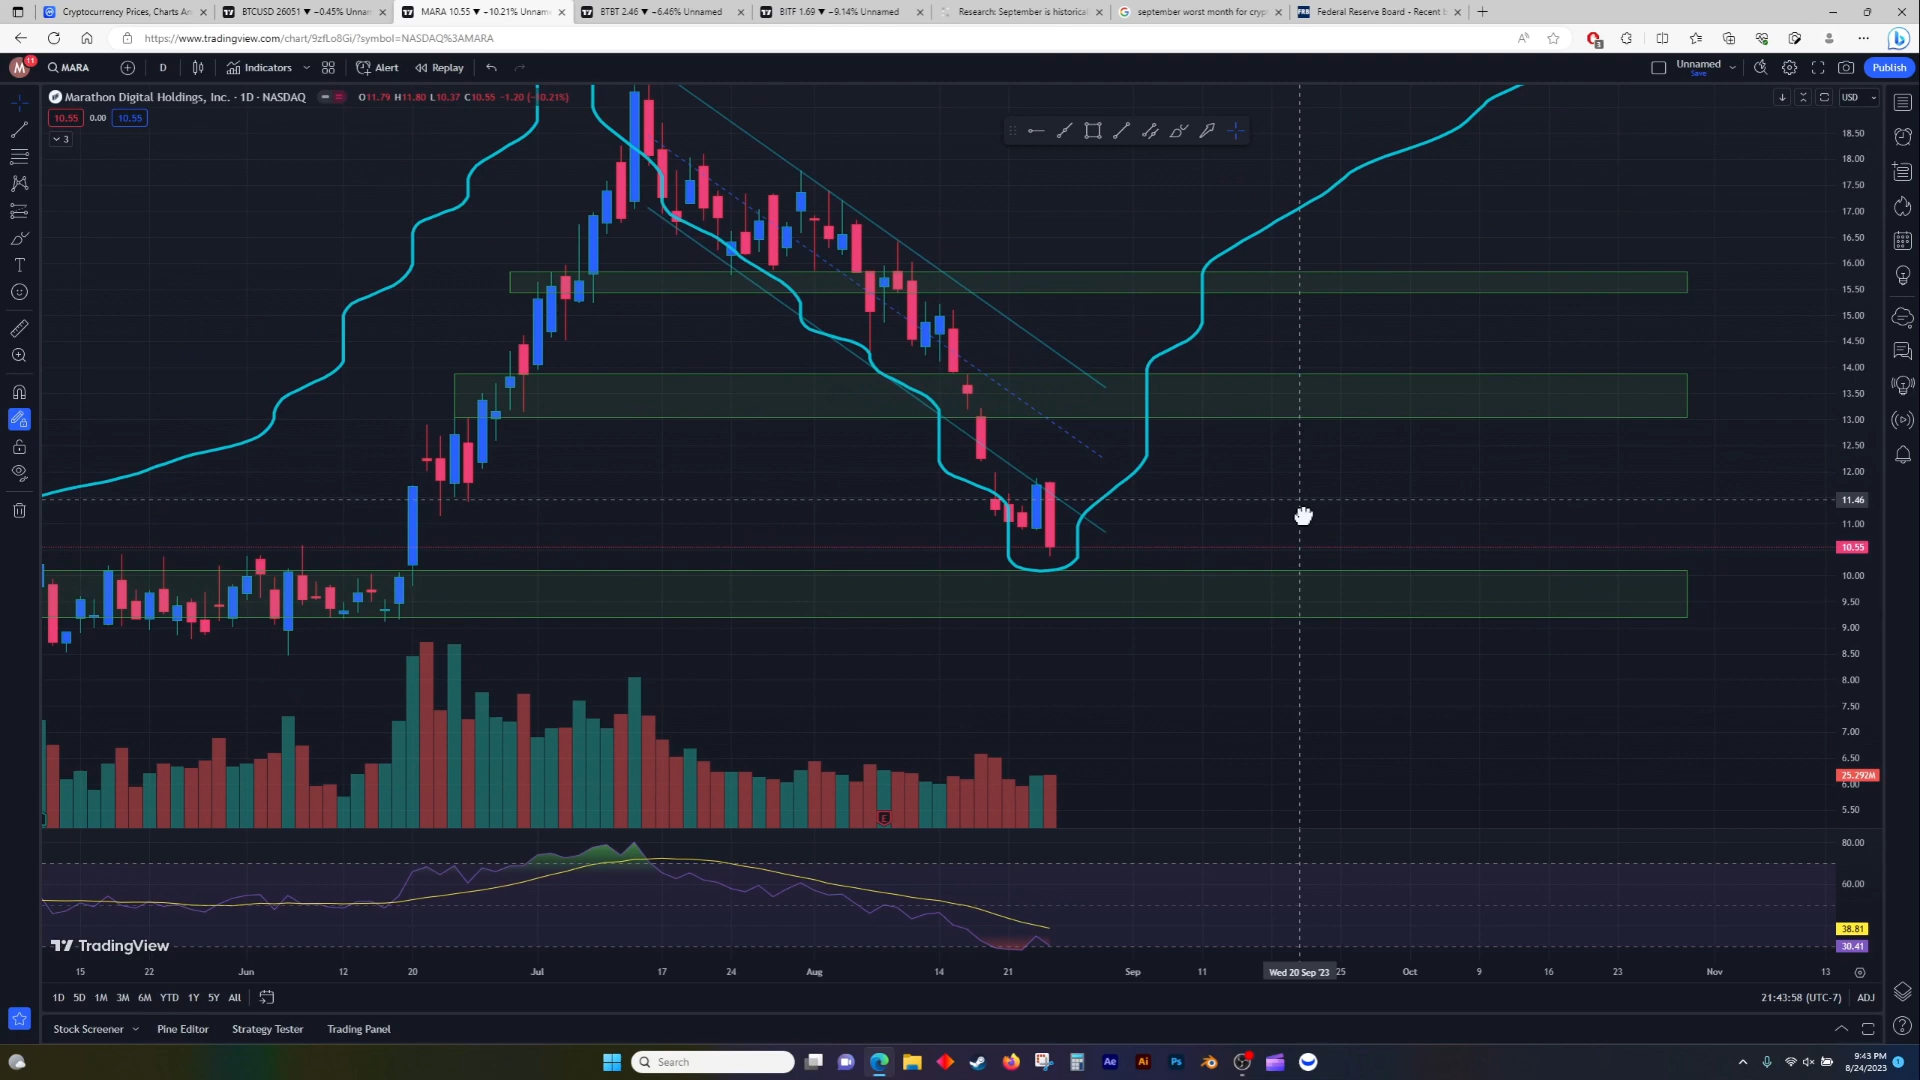 Cryptocurrency Prices, Charts An
BTCUSD 26051 ▼ −0.45% Unnan
MARA 10.55 ▼ −10.21% Unnam
BTBT 2.46 ▼ −6.46% Unnamed
BITF 1.69 ▼ −9.14% Unnamed
Research: September is historica
september worst month for cryp
Federal Reserve Board - Recent b
https://www.tradingview.com/chart/9zfLo8Gi/?symbol=NASDAQ%3AMARA
M 11 MARA D Indicators Alert Replay Unnamed Save Publish
Marathon Digital Holdings, Inc. · 1D · NASDAQ O11.79 H11.80 L10.37 C10.55 −1.20 (−10.21%) USD
10.55 0.00 10.55
3
18.50
18.00
17.50
17.00
16.50
16.00
15.50
15.00
14.50
14.00
13.50
13.00
12.50
12.00
11.46
11.00
10.55
10.00
9.50
9.00
8.50
8.00
7.50
7.00
6.50
25.292M
6.00
5.50
E
80.00
60.00
38.81
30.41
TradingView
15 22 Jun 12 20 Jul 17 24 Aug 14 21 Sep 11 Wed 20 Sep '23 25 Oct 9 16 23 Nov 13
1D 5D 1M 3M 6M YTD 1Y 5Y All 21:43:58 (UTC-7) ADJ
Stock Screener Pine Editor Strategy Tester Trading Panel
Search Ae Ai Ps 9:43 PM
8/24/2023